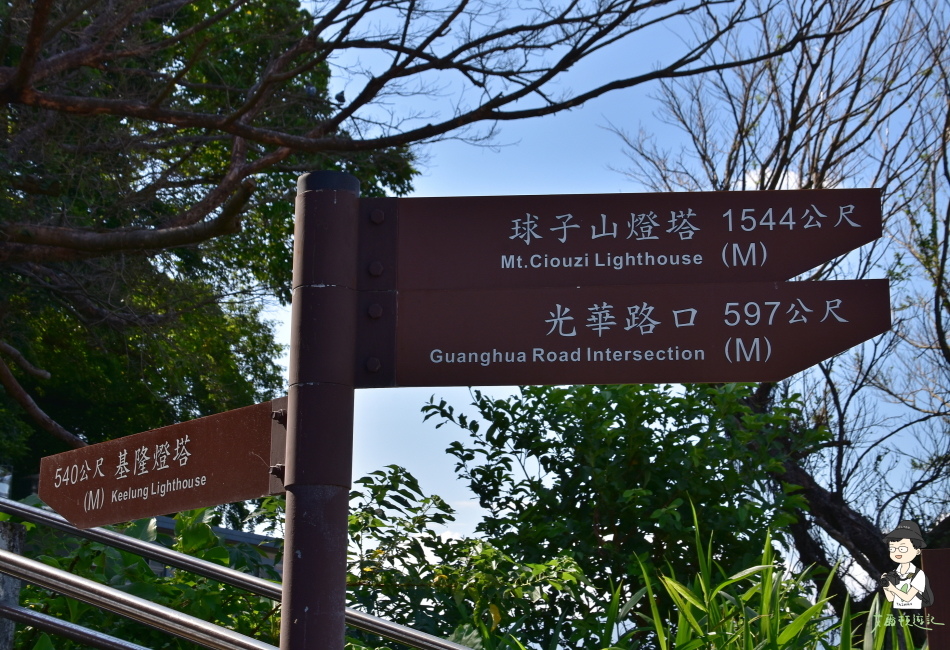 球子山燈塔 1544公尺
Mt.Ciouzi Lighthouse (M)
光華路口 597公尺
Guanghua Road Intersection (M)
540公尺 基隆燈塔
(M) Keelung Lighthouse